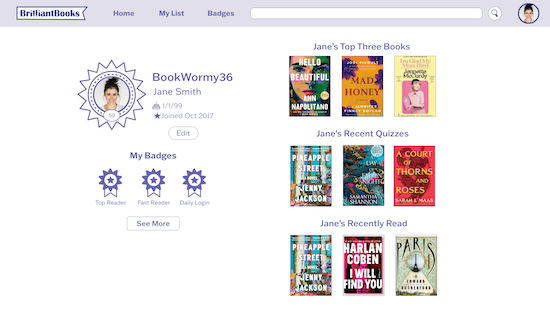 BrilliantBooks
Home
My List
Badges
BookWormy36
Jane Smith
1/1/99
Joined Oct 2017
50
Edit
My Badges
Top Reader
Fast Reader
Daily Login
See More
Jane's Top Three Books
HELLO
BEAUTIFUL
ANN
NAPOLITANO
JODI PICOULT
MAD
HONEY
JENNIFER
FINNEY BOYLAN
I'm Glad My
Mom Died
Jennette
McCurdy
Jane's Recent Quizzes
PINEAPPLE
STREET
A NOVEL
JENNY
JACKSON
A DAY
OF
NIGHT
SAMANTHA
SHANNON
A COURT
OF
THORNS
AND
ROSES
SARAH J. MAAS
Jane's Recently Read
PINEAPPLE
STREET
A NOVEL
JENNY
JACKSON
HARLAN
COBEN
I WILL
FIND YOU
PARIS
EDWARD
RUTHERFURD